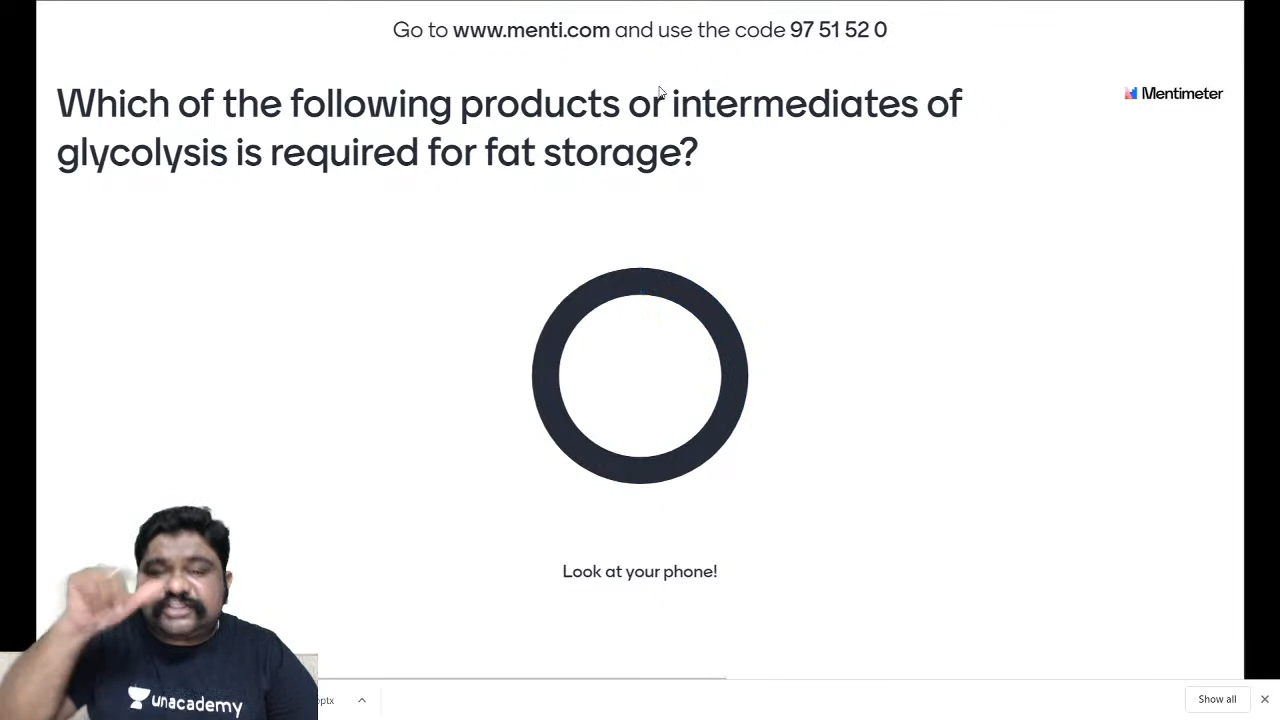 Go to www.menti.com and use the code 97 51 52 0
Which of the following products or intermediates of
glycolysis is required for fat storage?
Mentimeter
Look at your phone!
unacademy
pptx
Show all